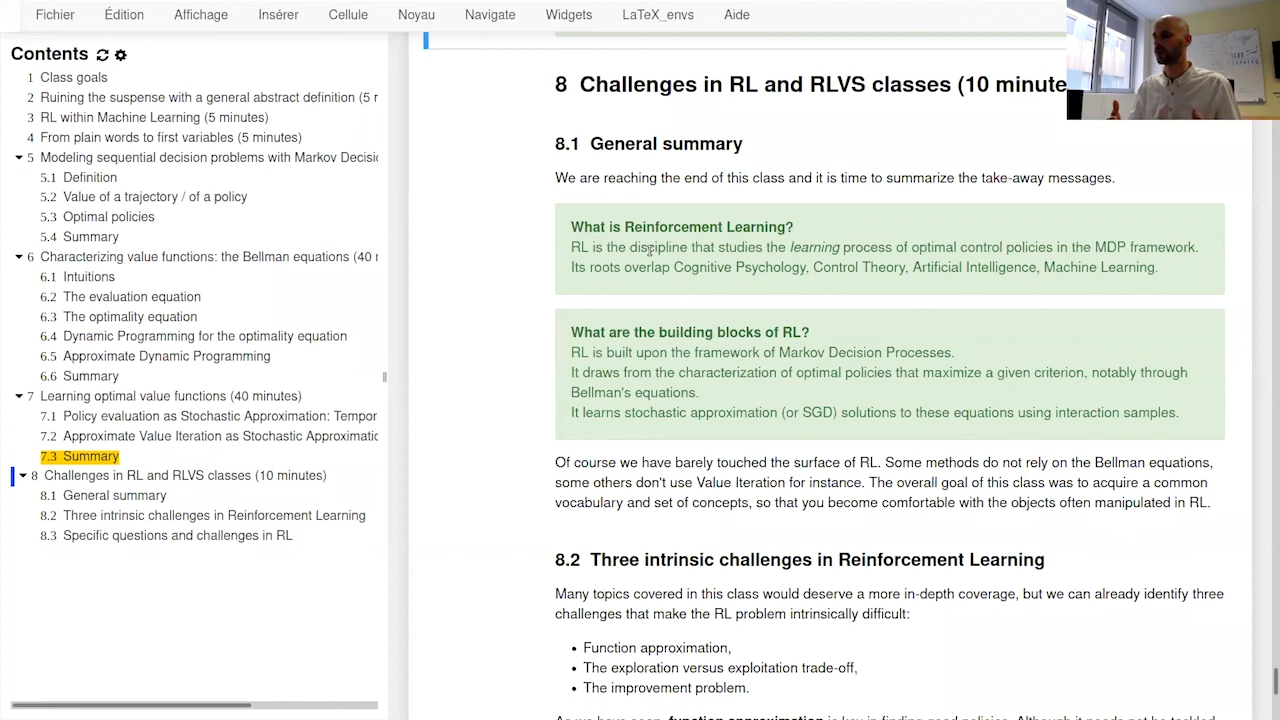 Fichier Édition Affichage Insérer Cellule Noyau Navigate Widgets LaTeX_envs Aide
Contents
1 Class goals
2 Ruining the suspense with a general abstract definition (5 r
3 RL within Machine Learning (5 minutes)
4 From plain words to first variables (5 minutes)
5 Modeling sequential decision problems with Markov Decisi
5.1 Definition
5.2 Value of a trajectory / of a policy
5.3 Optimal policies
5.4 Summary
6 Characterizing value functions: the Bellman equations (40 r
6.1 Intuitions
6.2 The evaluation equation
6.3 The optimality equation
6.4 Dynamic Programming for the optimality equation
6.5 Approximate Dynamic Programming
6.6 Summary
7 Learning optimal value functions (40 minutes)
7.1 Policy evaluation as Stochastic Approximation: Tempor
7.2 Approximate Value Iteration as Stochastic Approximatic
7.3 Summary
8 Challenges in RL and RLVS classes (10 minutes)
8.1 General summary
8.2 Three intrinsic challenges in Reinforcement Learning
8.3 Specific questions and challenges in RL
8 Challenges in RL and RLVS classes (10 minute
8.1 General summary
We are reaching the end of this class and it is time to summarize the take-away messages.
What is Reinforcement Learning?
RL is the discipline that studies the learning process of optimal control policies in the MDP framework.
Its roots overlap Cognitive Psychology, Control Theory, Artificial Intelligence, Machine Learning.
What are the building blocks of RL?
RL is built upon the framework of Markov Decision Processes.
It draws from the characterization of optimal policies that maximize a given criterion, notably through
Bellman's equations.
It learns stochastic approximation (or SGD) solutions to these equations using interaction samples.
Of course we have barely touched the surface of RL. Some methods do not rely on the Bellman equations,
some others don't use Value Iteration for instance. The overall goal of this class was to acquire a common
vocabulary and set of concepts, so that you become comfortable with the objects often manipulated in RL.
8.2 Three intrinsic challenges in Reinforcement Learning
Many topics covered in this class would deserve a more in-depth coverage, but we can already identify three
challenges that make the RL problem intrinsically difficult:
• Function approximation,
• The exploration versus exploitation trade-off,
• The improvement problem.
As we have seen, function approximation is key in finding good policies. Although it needs not be tackled